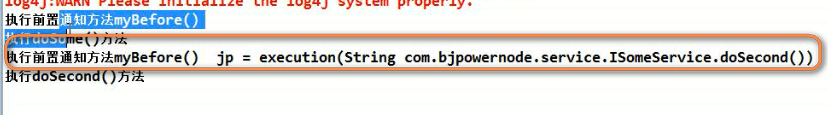 log4j:WARN Please initialize the log4j system properly.
执行前置通知方法myBefore()
执行doSome()方法
执行前置通知方法myBefore()  jp = execution(String com.bjpowernode.service.ISomeService.doSecond())
执行doSecond()方法